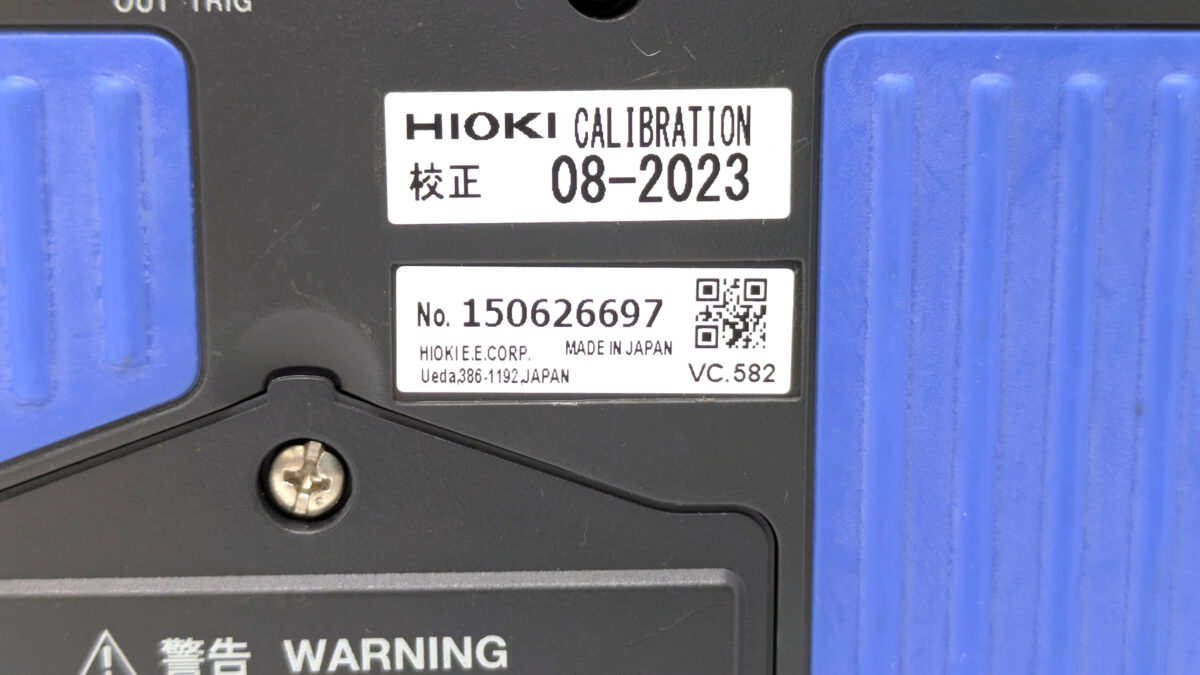 OUT TRIG
HIOKI CALIBRATION
校正 08-2023
No. 150626697
HIOKI E.E.CORP. MADE IN JAPAN
Ueda,386-1192,JAPAN VC.582
警告 WARNING